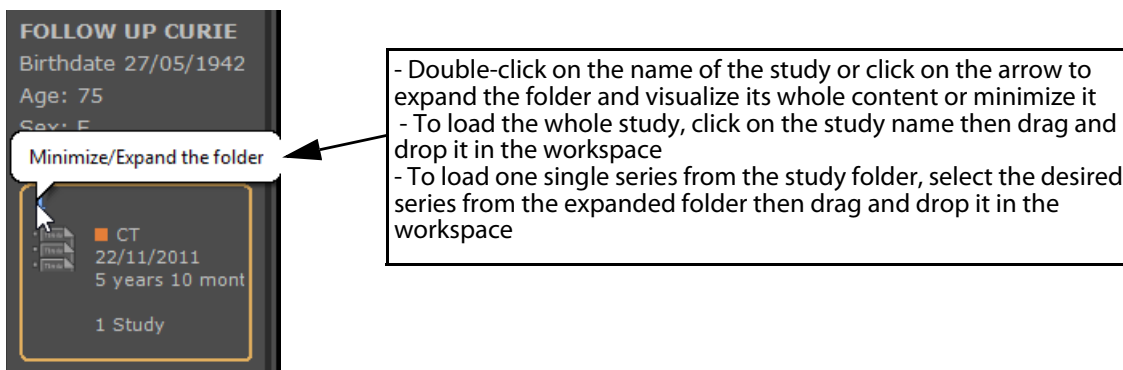 FOLLOW UP CURIE
Birthdate 27/05/1942
Age: 75
Sex: F
Minimize/Expand the folder
CT
22/11/2011
5 years 10 mont
1 Study
- Double-click on the name of the study or click on the arrow to
expand the folder and visualize its whole content or minimize it
- To load the whole study, click on the study name then drag and
drop it in the workspace
- To load one single series from the study folder, select the desired
series from the expanded folder then drag and drop it in the
workspace